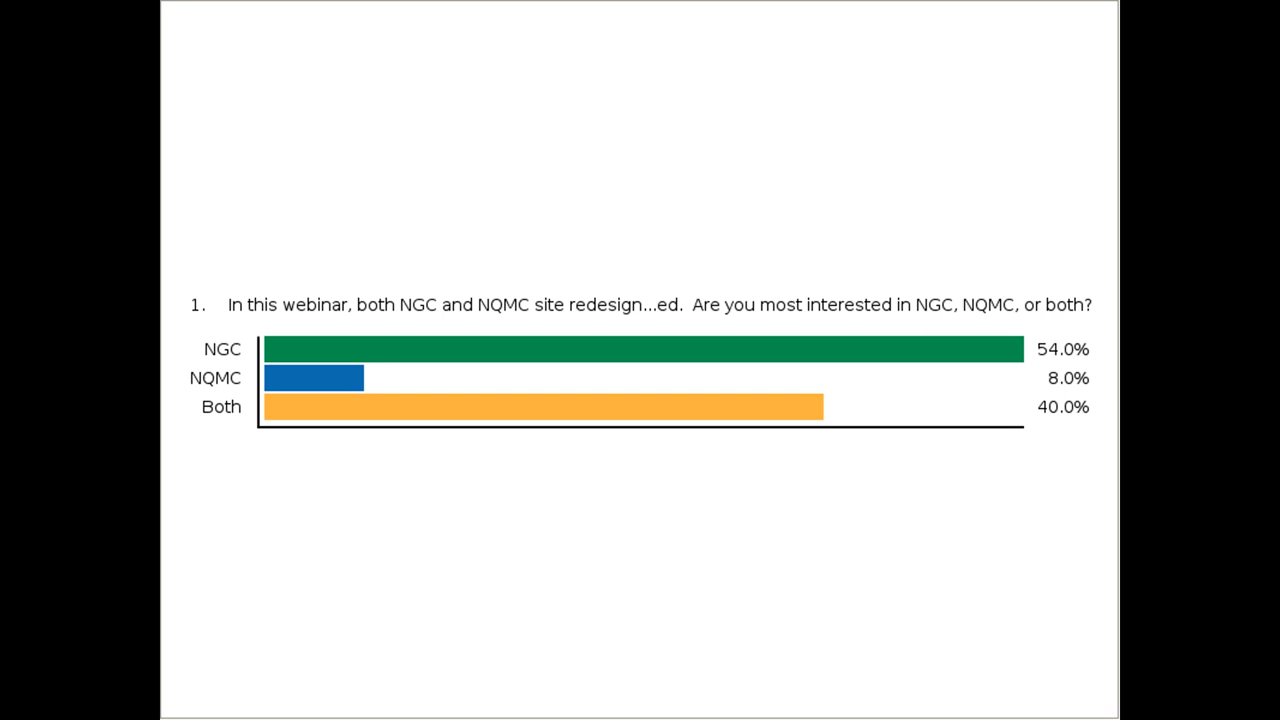 1. In this webinar, both NGC and NQMC site redesign...ed. Are you most interested in NGC, NQMC, or both?
NGC 54.0%
NQMC 8.0%
Both 40.0%